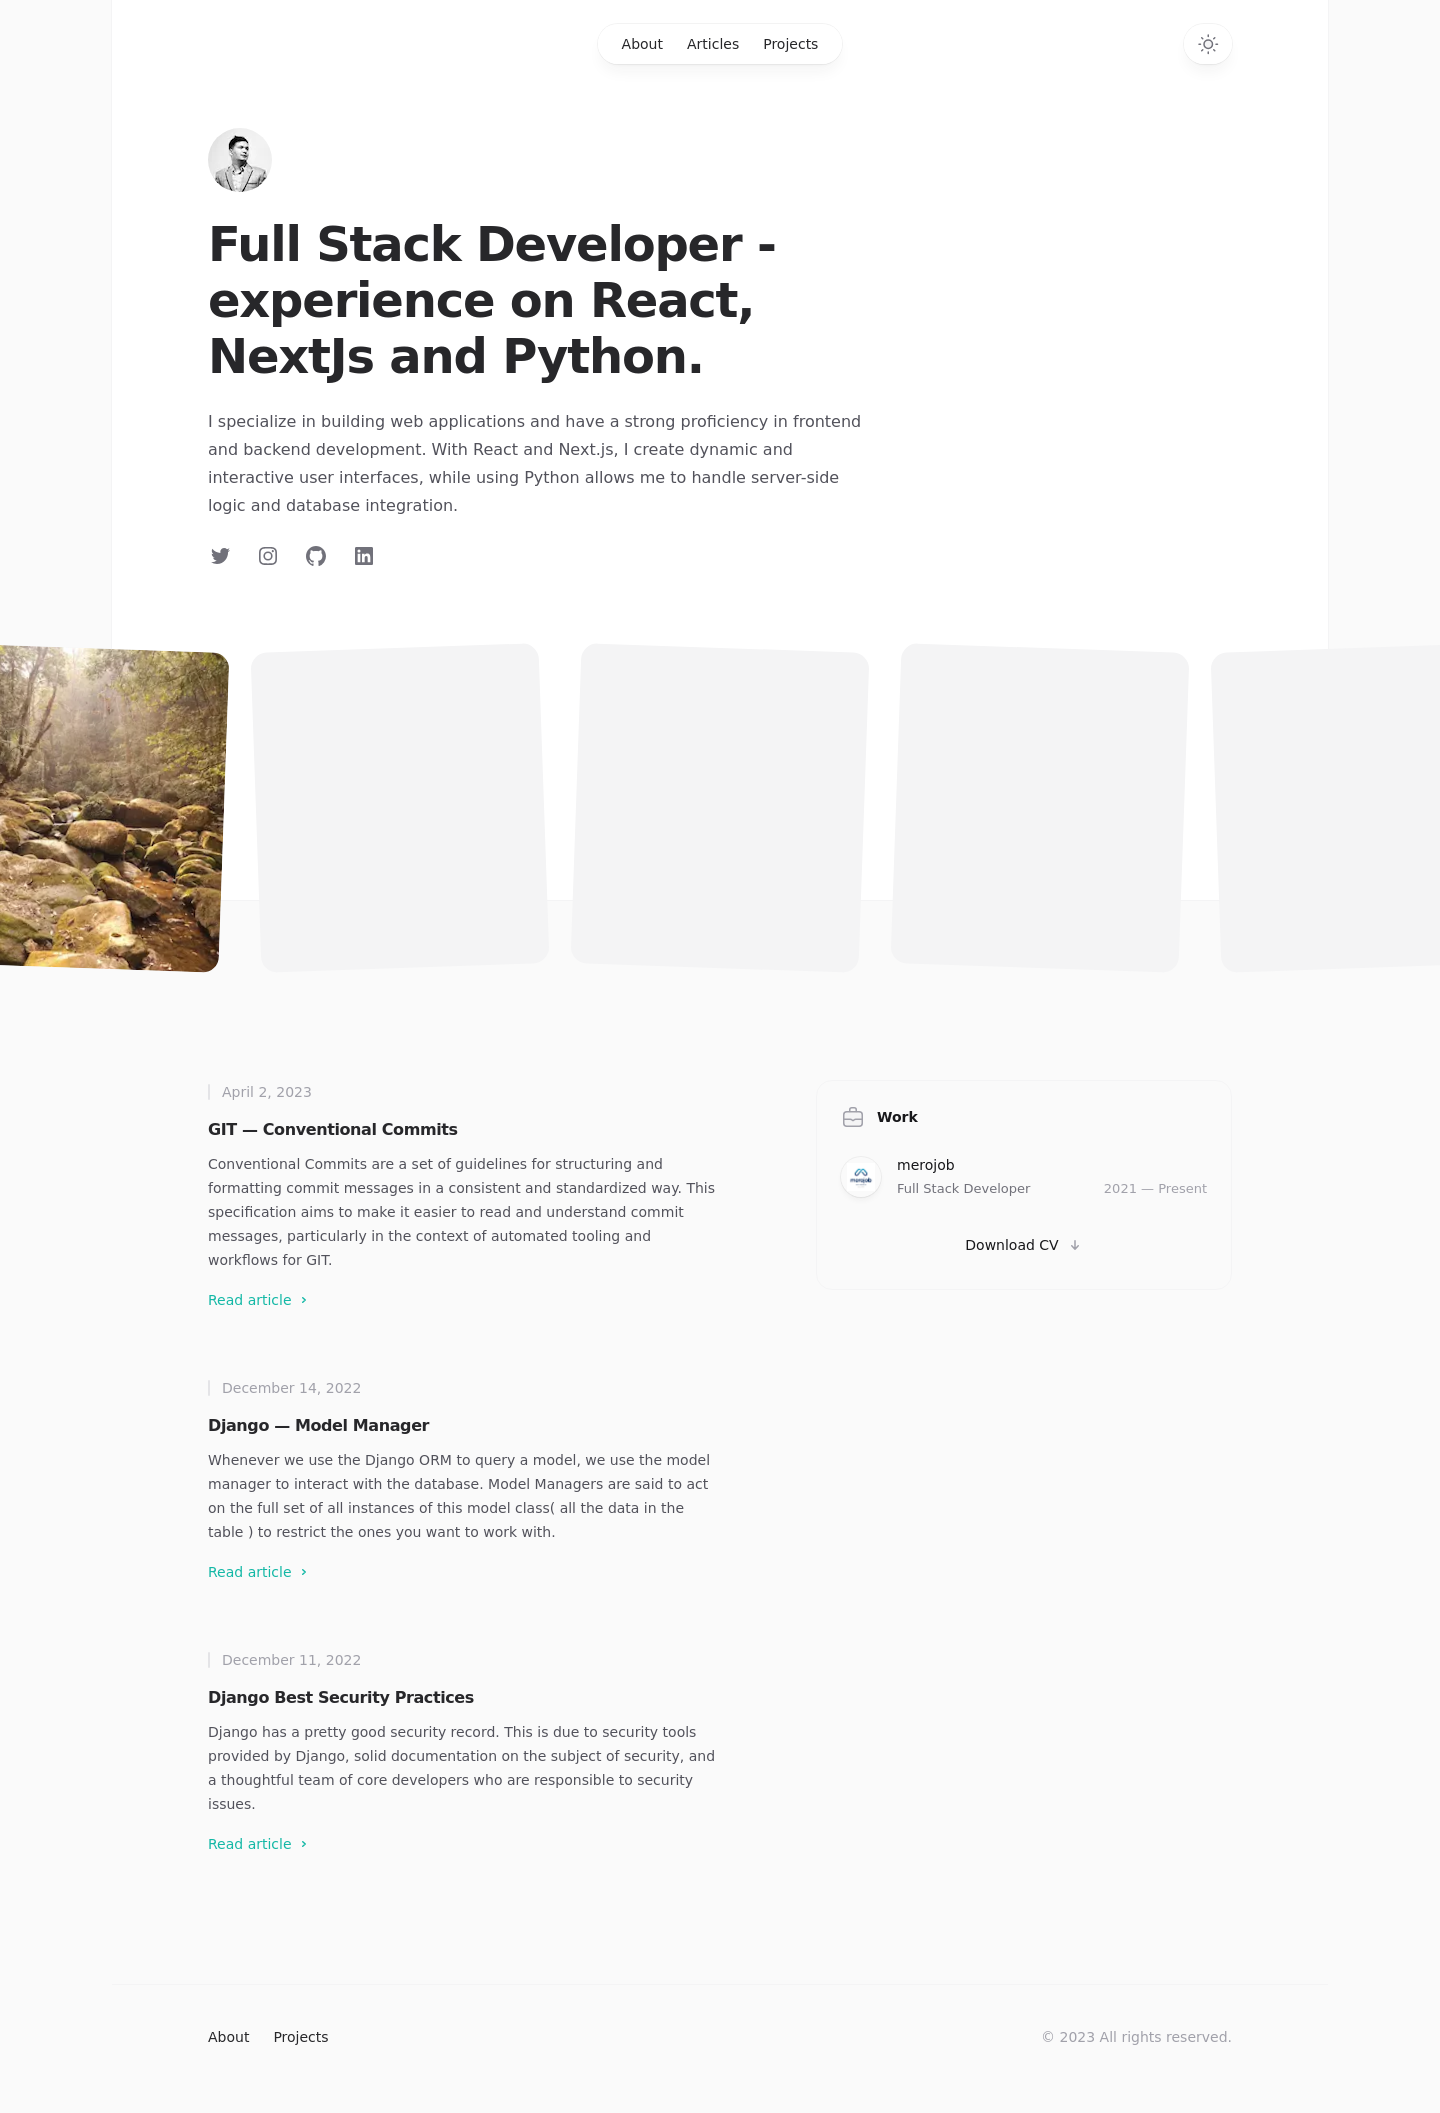 About Articles Projects
Full Stack Developer -
experience on React,
NextJs and Python.
I specialize in building web applications and have a strong proficiency in frontend
and backend development. With React and Next.js, I create dynamic and
interactive user interfaces, while using Python allows me to handle server-side
logic and database integration.
April 2, 2023
GIT — Conventional Commits
Conventional Commits are a set of guidelines for structuring and
formatting commit messages in a consistent and standardized way. This
specification aims to make it easier to read and understand commit
messages, particularly in the context of automated tooling and
workflows for GIT.
Read article
December 14, 2022
Django — Model Manager
Whenever we use the Django ORM to query a model, we use the model
manager to interact with the database. Model Managers are said to act
on the full set of all instances of this model class( all the data in the
table ) to restrict the ones you want to work with.
Read article
December 11, 2022
Django Best Security Practices
Django has a pretty good security record. This is due to security tools
provided by Django, solid documentation on the subject of security, and
a thoughtful team of core developers who are responsible to security
issues.
Read article
Work
merojob
merojob
Full Stack Developer 2021 — Present
Download CV
About Projects
© 2023 All rights reserved.